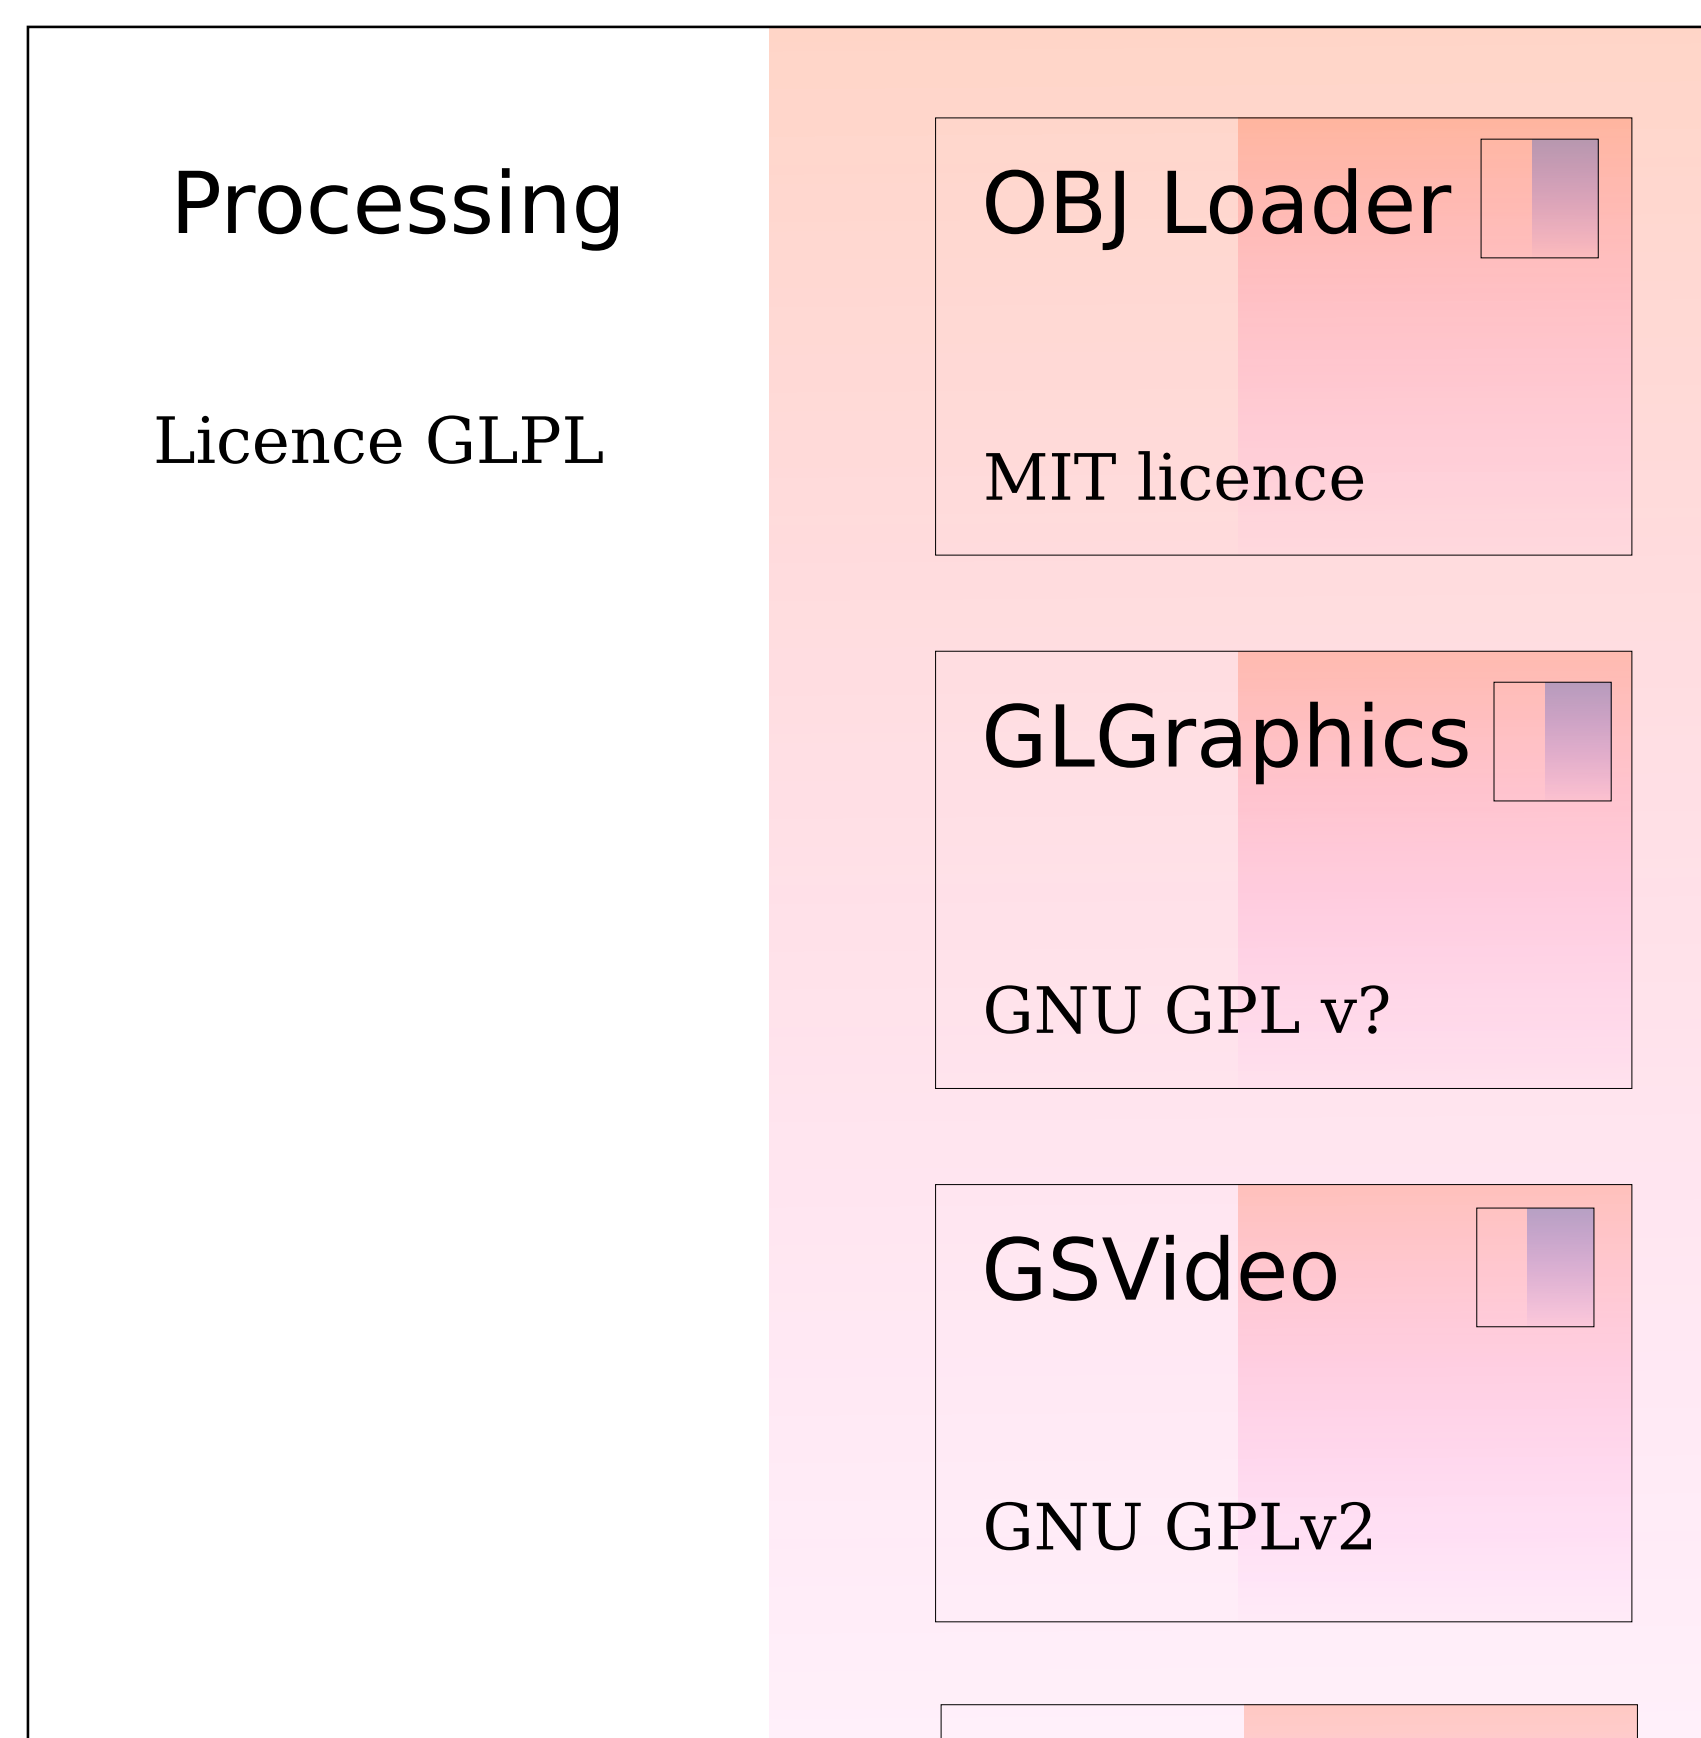 Processing
Licence GLPL
OBJ Loader
MIT licence
GLGraphics
GNU GPL v?
GSVideo
GNU GPLv2